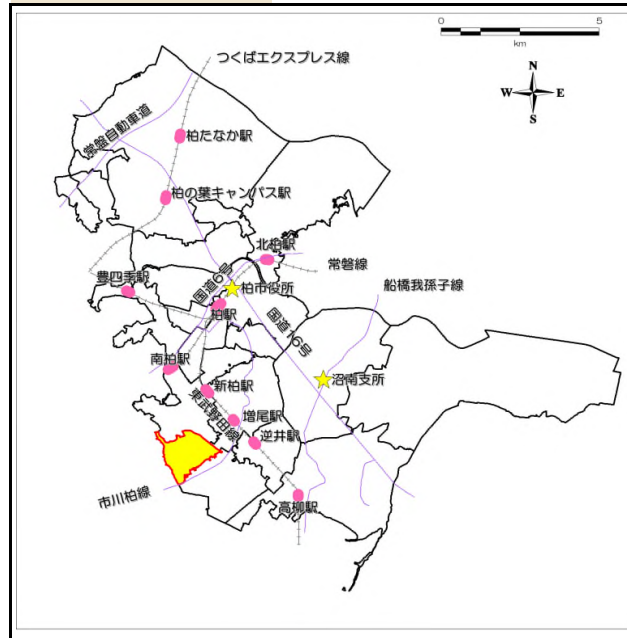 0 5
km
N
W E
S
つくばエクスプレス線
常盤自動車道
柏たなか駅
柏の葉キャンパス駅
北柏駅
常磐線
豊四季駅
国道6号
柏市役所
船橋我孫子線
柏駅
国道16号
南柏駅
沼南支所
新柏駅
東武野田線
増尾駅
逆井駅
市川柏線
高柳駅